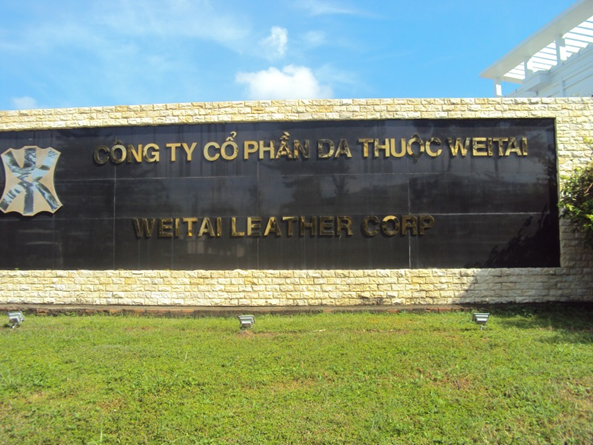 CÔNG TY CỔ PHẦN DA THUỘC WEITAI
WEITAI LEATHER CORP